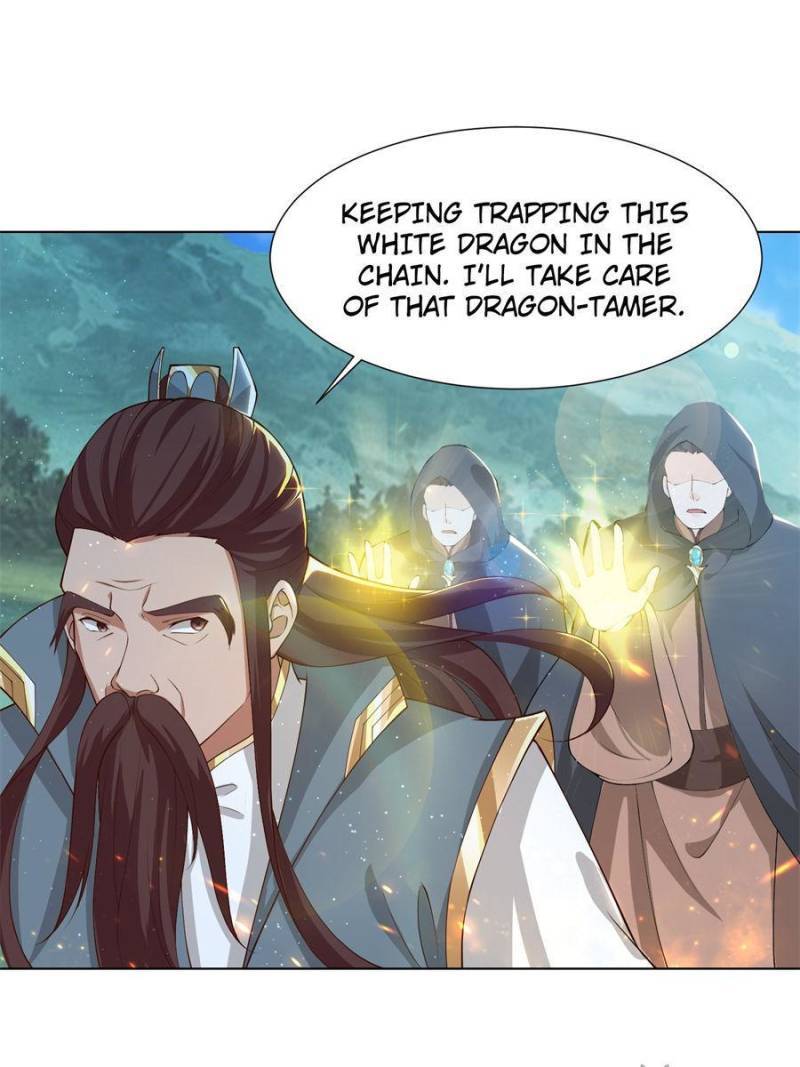 KEEPING TRAPPING THIS
WHITE DRAGON IN THE
CHAIN. I'LL TAKE CARE
OF THAT DRAGON-TAMER.